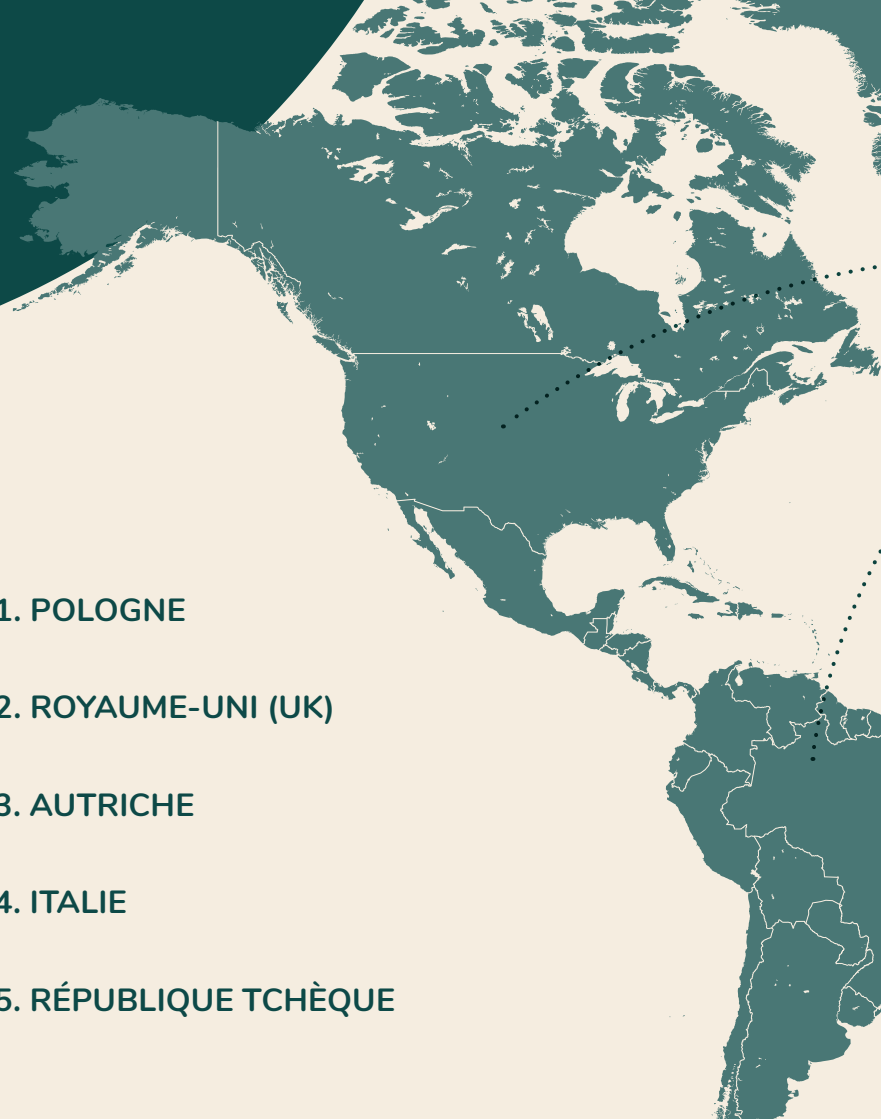 1. POLOGNE
2. ROYAUME-UNI (UK)
3. AUTRICHE
4. ITALIE
5. RÉPUBLIQUE TCHÈQUE